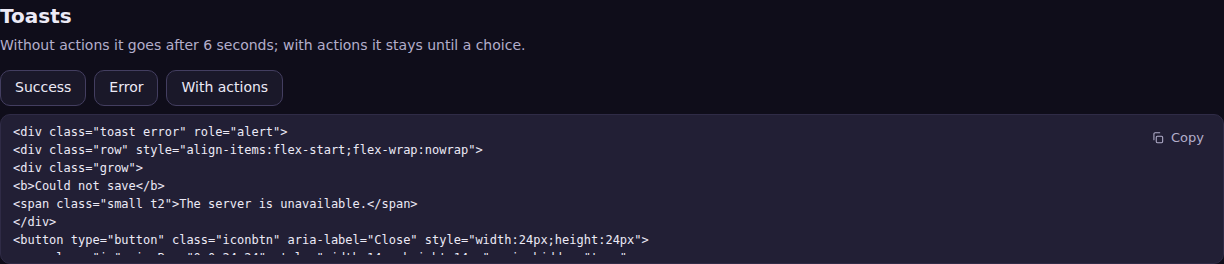 Toasts
Without actions it goes after 6 seconds; with actions it stays until a choice.
Success Error With actions
<div class="toast error" role="alert">
Copy
<div class="row" style="align-items:flex-start;flex-wrap:nowrap">
<div class="grow">
<b>Could not save</b>
<span class="small t2">The server is unavailable.</span>
</div>
<button type="button" class="iconbtn" aria-label="Close" style="width:24px;height:24px">